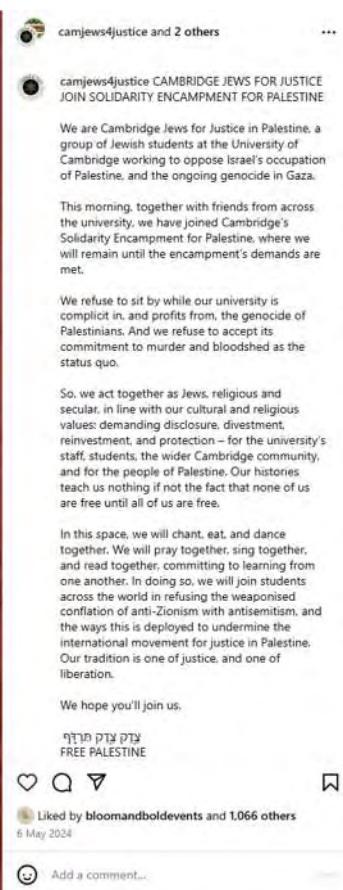 camjews4justice and 2 others
camjews4justice CAMBRIDGE JEWS FOR JUSTICE
JOIN SOLIDARITY ENCAMPMENT FOR PALESTINE
We are Cambridge Jews for Justice in Palestine, a
group of Jewish students at the University of
Cambridge working to oppose Israel's occupation
of Palestine, and the ongoing genocide in Gaza.
This morning, together with friends from across
the university, we have joined Cambridge's
Solidarity Encampment for Palestine, where we
will remain until the encampment's demands are
met.
We refuse to sit by while our university is
complicit in, and profits from, the genocide of
Palestinians. And we refuse to accept its
commitment to murder and bloodshed as the
status quo.
So, we act together as Jews, religious and
secular, in line with our cultural and religious
values: demanding disclosure, divestment,
reinvestment, and protection – for the university's
staff, students, the wider Cambridge community,
and for the people of Palestine. Our histories
teach us nothing if not the fact that none of us
are free until all of us are free.
In this space, we will chant, eat, and dance
together. We will pray together, sing together,
and read together, committing to learning from
one another. In doing so, we will join students
across the world in refusing the weaponised
conflation of anti-Zionism with antisemitism, and
the ways this is deployed to undermine the
international movement for justice in Palestine.
Our tradition is one of justice, and one of
liberation.
We hope you'll join us.
צֶדֶק צֶדֶק תִּרְדֹּף
FREE PALESTINE
Liked by bloomandboldevents and 1,066 others
6 May 2024
Add a comment...